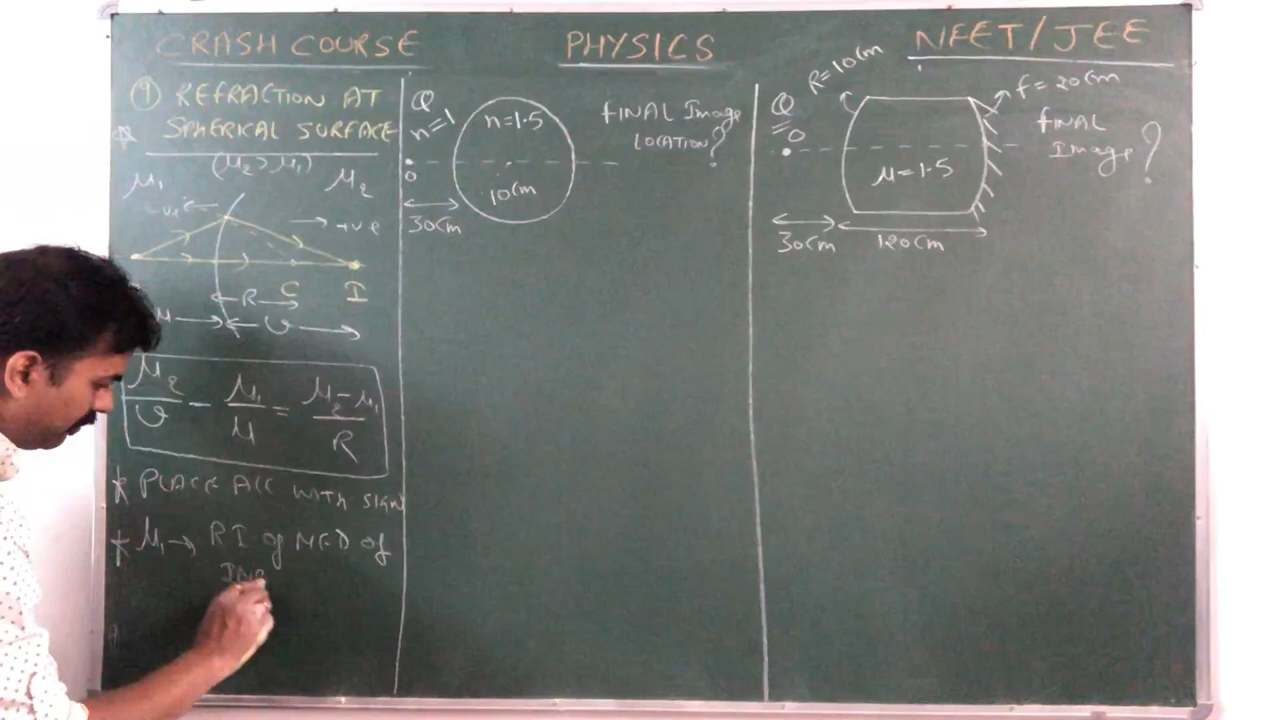 CRASH COURSE
PHYSICS
NEET/JEE
① REFRACTION AT
SPHERICAL SURFACE
(μ₂>μ₁)
μ₁
μ₂
-ve
+ve
R
C
I
u
v
μ₂/v - μ₁/u = μ₂-μ₁/R
* PLACE ALL WITH SIGN
* μ₁ → RI of MED OF
INC
Q
n=1
n=1.5
FINAL Image
LOCATION?
O
10cm
30cm
Q
R=10cm
f=20cm
FINAL
Image?
O
μ=1.5
30cm
120cm